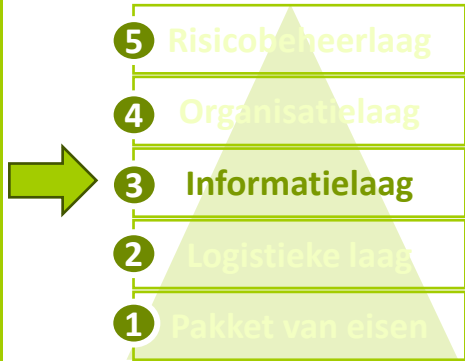 5 Risicobeheerlaag
4 Organisatielaag
3 Informatielaag
2 Logistieke laag
1 Pakket van eisen